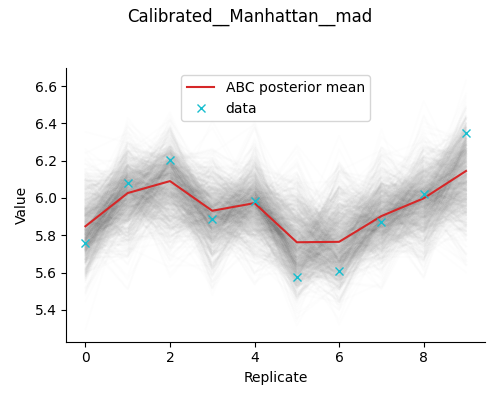 Calibrated__Manhattan__mad
ABC posterior mean
data
Value
6.6
6.4
6.2
6.0
5.8
5.6
5.4
0 2 4 6 8
Replicate